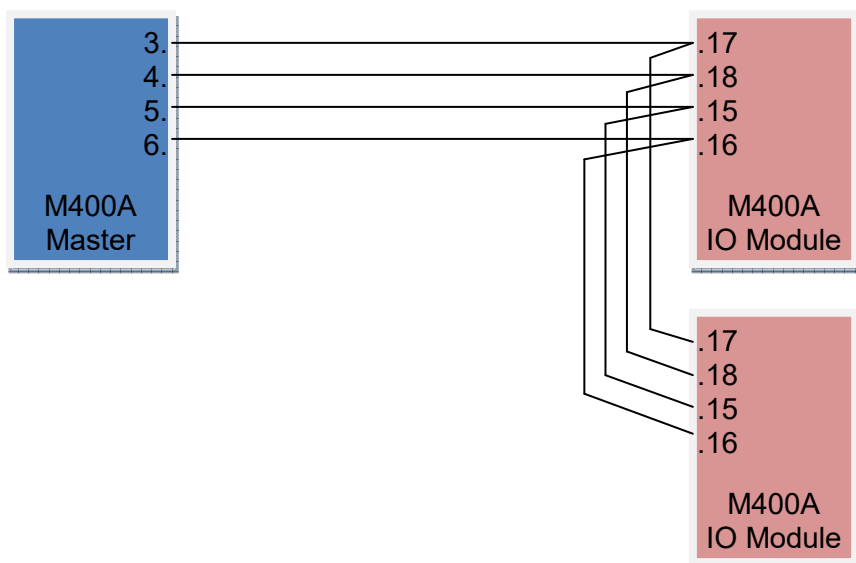 3.
4.
5.
6.
M400A
Master
.17
.18
.15
.16
M400A
IO Module
.17
.18
.15
.16
M400A
IO Module